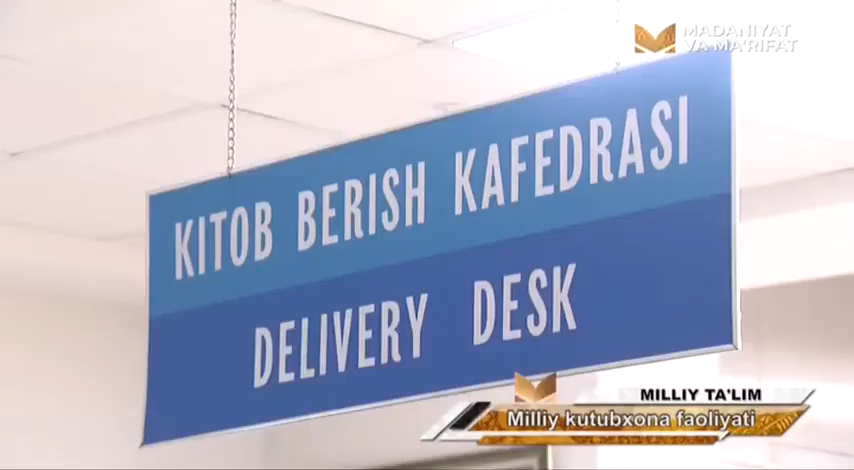 MADANIYAT
VA MA'RIFAT
KITOB BERISH KAFEDRASI
DELIVERY DESK
MILLIY TA'LIM
Milliy kutubxona faoliyati